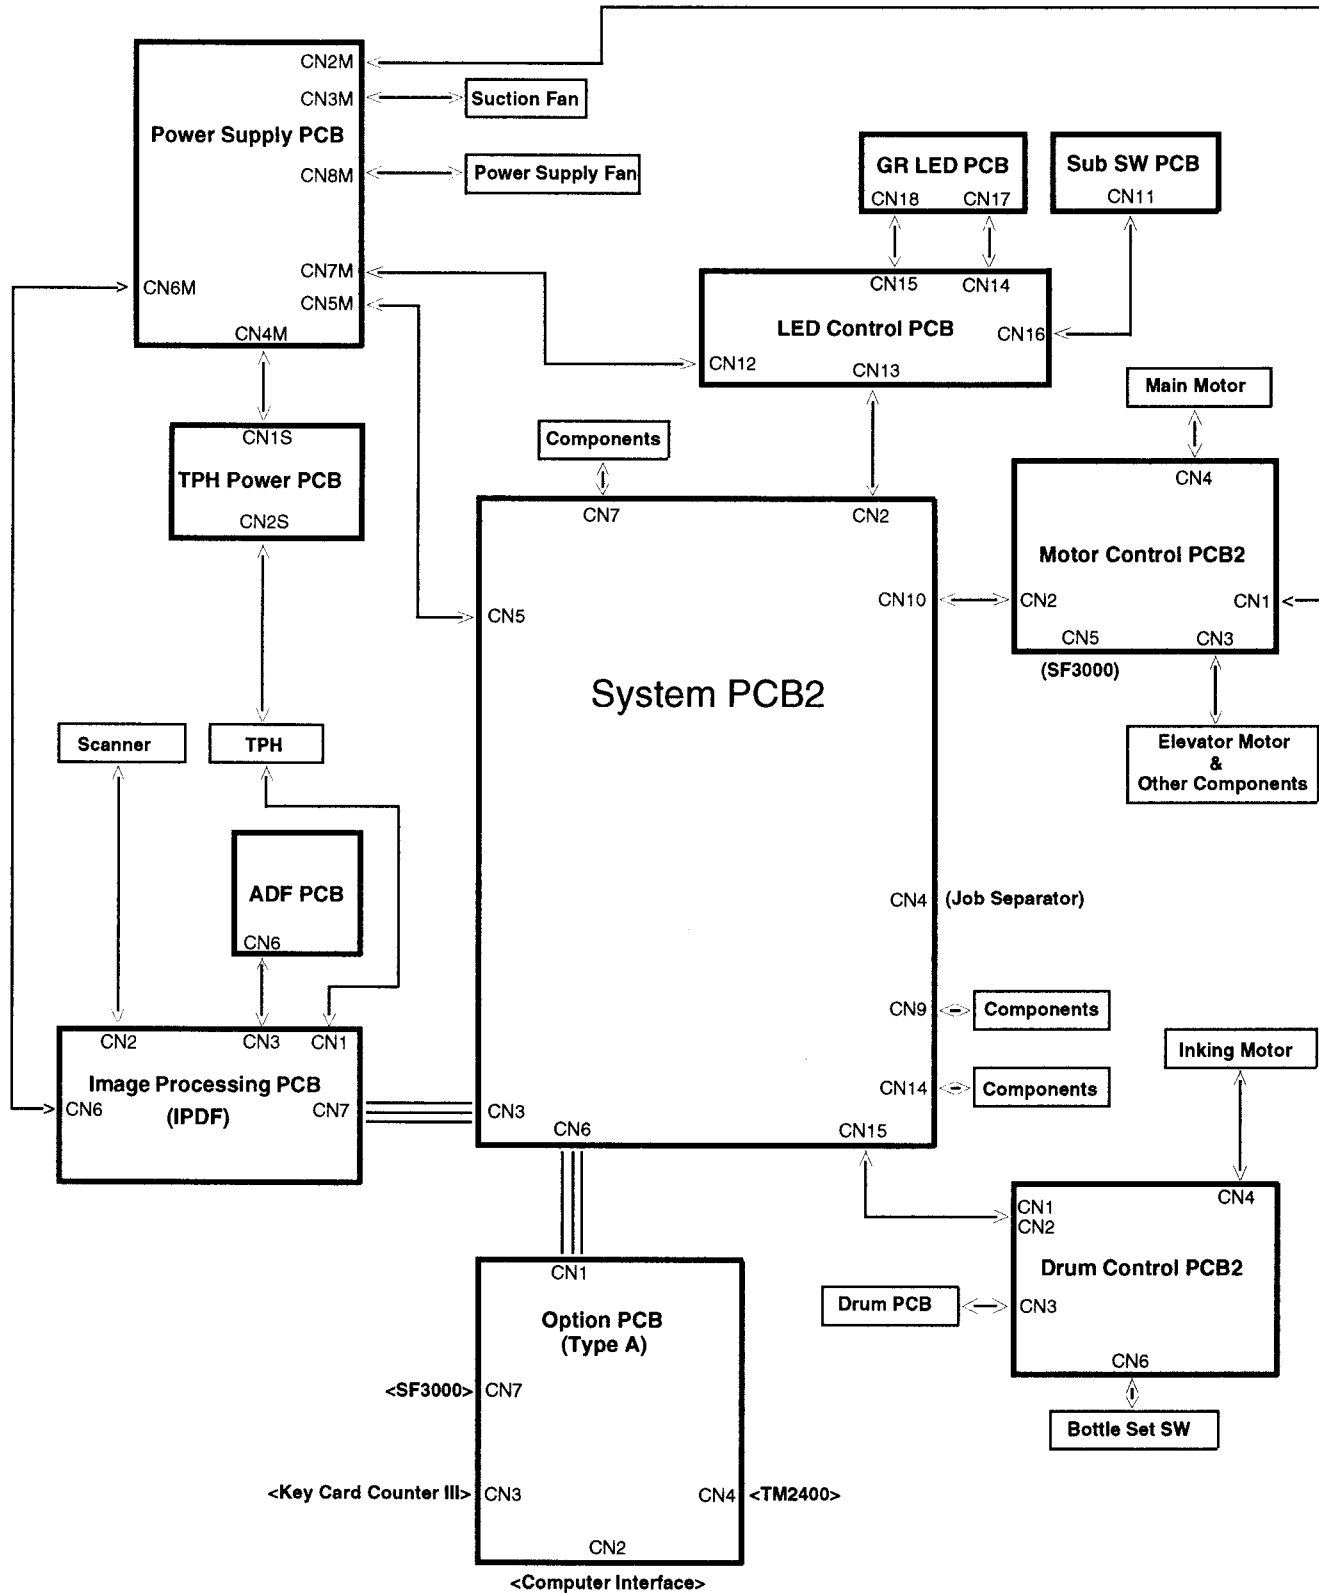 CN2M
CN3M
Suction Fan
Power Supply PCB
CN8M
Power Supply Fan
CN7M
CN6M
CN5M
CN4M
GR LED PCB
CN18
CN17
Sub SW PCB
CN11
CN15
CN14
LED Control PCB
CN16
CN12
CN13
Main Motor
Components
CN1S
TPH Power PCB
CN2S
CN4
Motor Control PCB2
CN2
CN1
CN5
CN3
(SF3000)
Elevator Motor
&
Other Components
CN7
CN2
CN10
CN5
System PCB2
CN4
(Job Separator)
CN9
Components
CN14
Components
CN3
CN6
CN15
Scanner
TPH
ADF PCB
CN6
CN2
CN3
CN1
Image Processing PCB
(IPDF)
CN6
CN7
Inking Motor
CN4
CN1
CN2
Drum Control PCB2
Drum PCB
CN3
CN6
Bottle Set SW
CN1
Option PCB
(Type A)
<SF3000>
CN7
<Key Card Counter III>
CN3
CN4
<TM2400>
CN2
<Computer Interface>